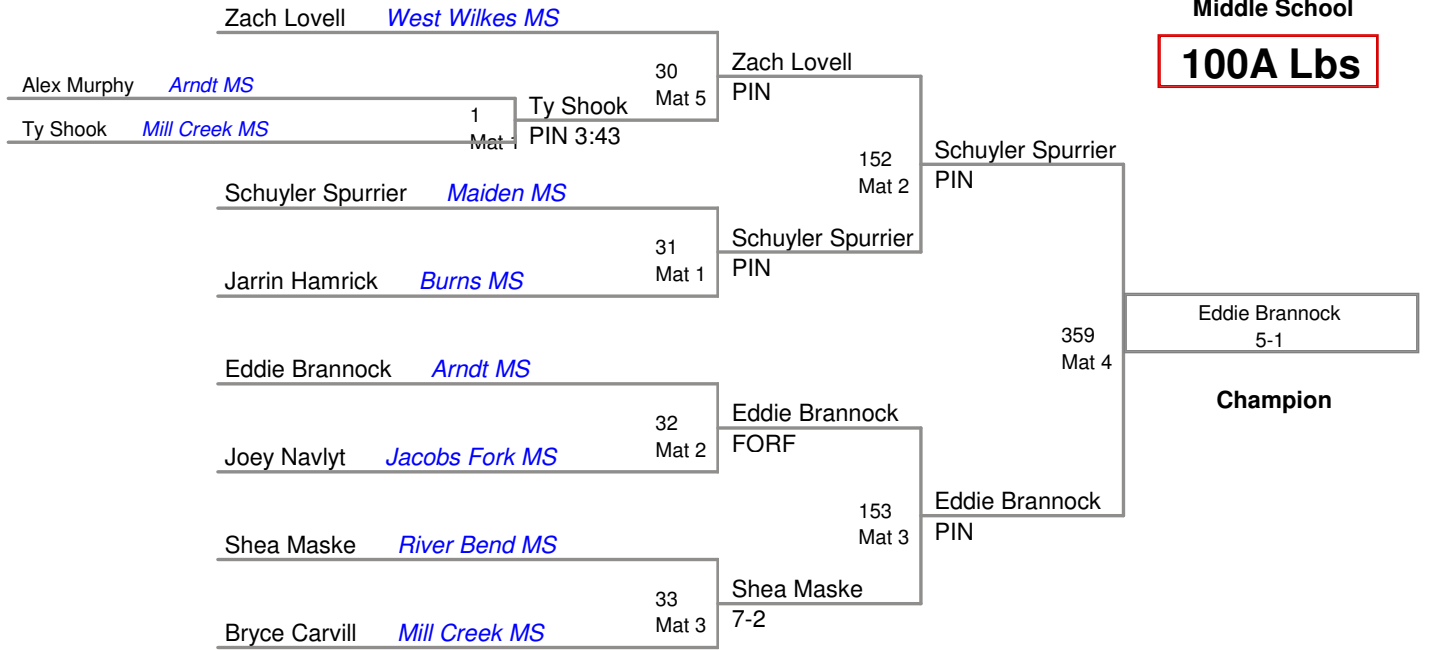 Middle School
100A Lbs
Zach Lovell West Wilkes MS
Alex Murphy Arndt MS
Ty Shook Mill Creek MS
1
Mat 1
Ty Shook
PIN 3:43
30
Mat 5
Zach Lovell
PIN
Schuyler Spurrier Maiden MS
Jarrin Hamrick Burns MS
31
Mat 1
Schuyler Spurrier
PIN
152
Mat 2
Schuyler Spurrier
PIN
Eddie Brannock Arndt MS
Joey Navlyt Jacobs Fork MS
32
Mat 2
Eddie Brannock
FORF
Shea Maske River Bend MS
Bryce Carvill Mill Creek MS
33
Mat 3
Shea Maske
7-2
153
Mat 3
Eddie Brannock
PIN
359
Mat 4
Eddie Brannock
5-1
Champion